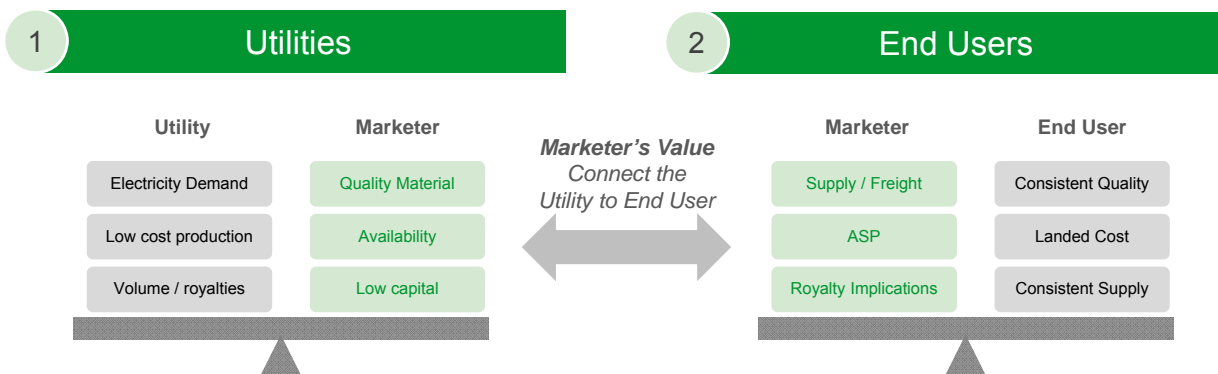 1
Utilities
2
End Users
Utility
Marketer
Electricity Demand
Quality Material
Low cost production
Availability
Volume / royalties
Low capital
Marketer's Value
Connect the
Utility to End User
Marketer
End User
Supply / Freight
Consistent Quality
ASP
Landed Cost
Royalty Implications
Consistent Supply